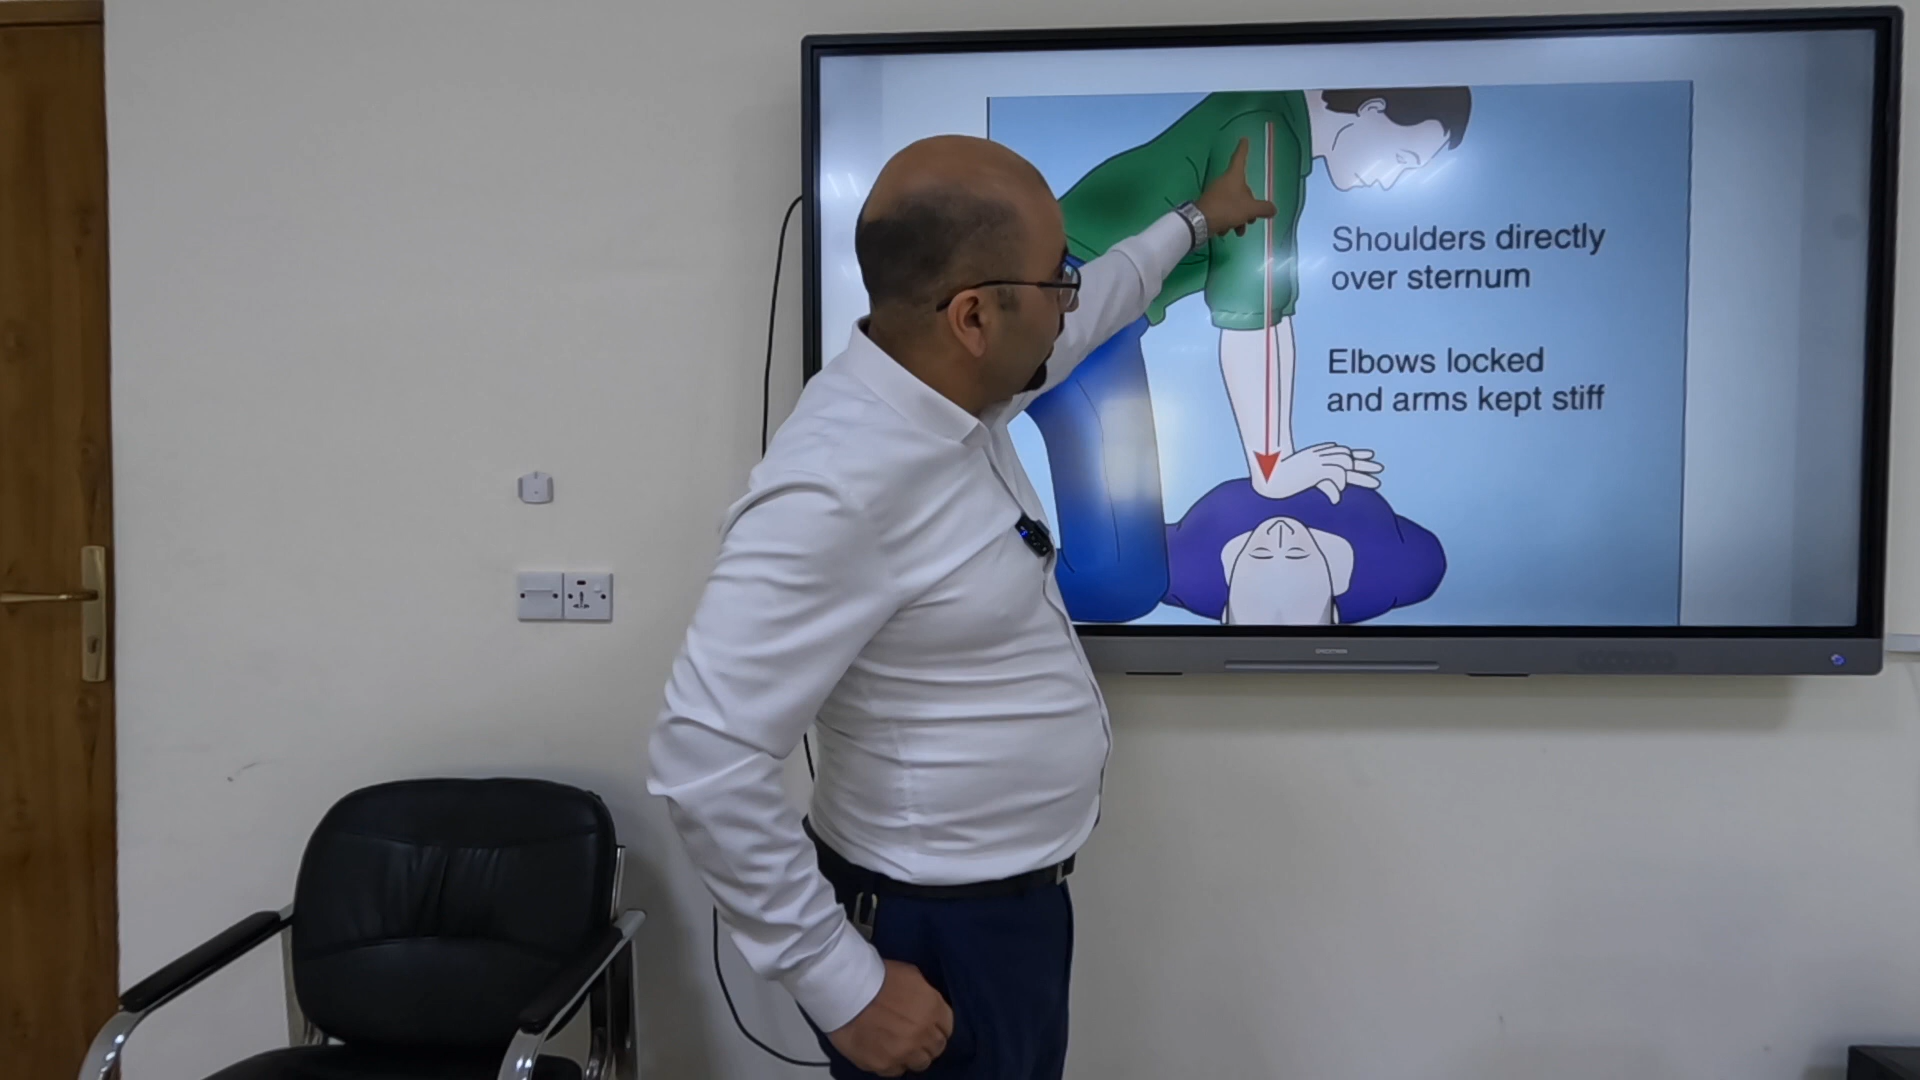 Shoulders directly
over sternum
Elbows locked
and arms kept stiff